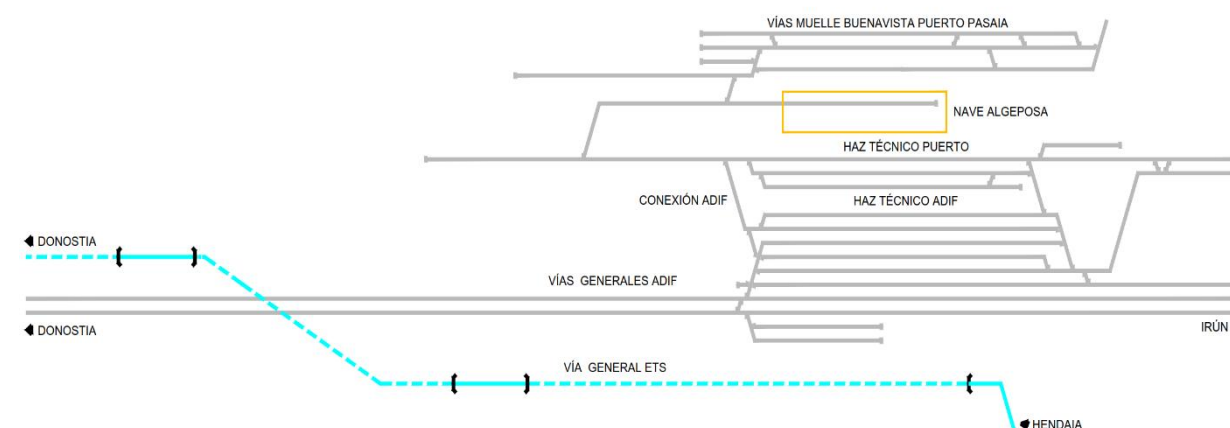 VÍAS MUELLE BUENAVISTA PUERTO PASAIA
NAVE ALGEPOSA
HAZ TÉCNICO PUERTO
CONEXIÓN ADIF
HAZ TÉCNICO ADIF
DONOSTIA
VÍAS GENERALES ADIF
DONOSTIA
IRÚN
VÍA GENERAL ETS
HENDAIA